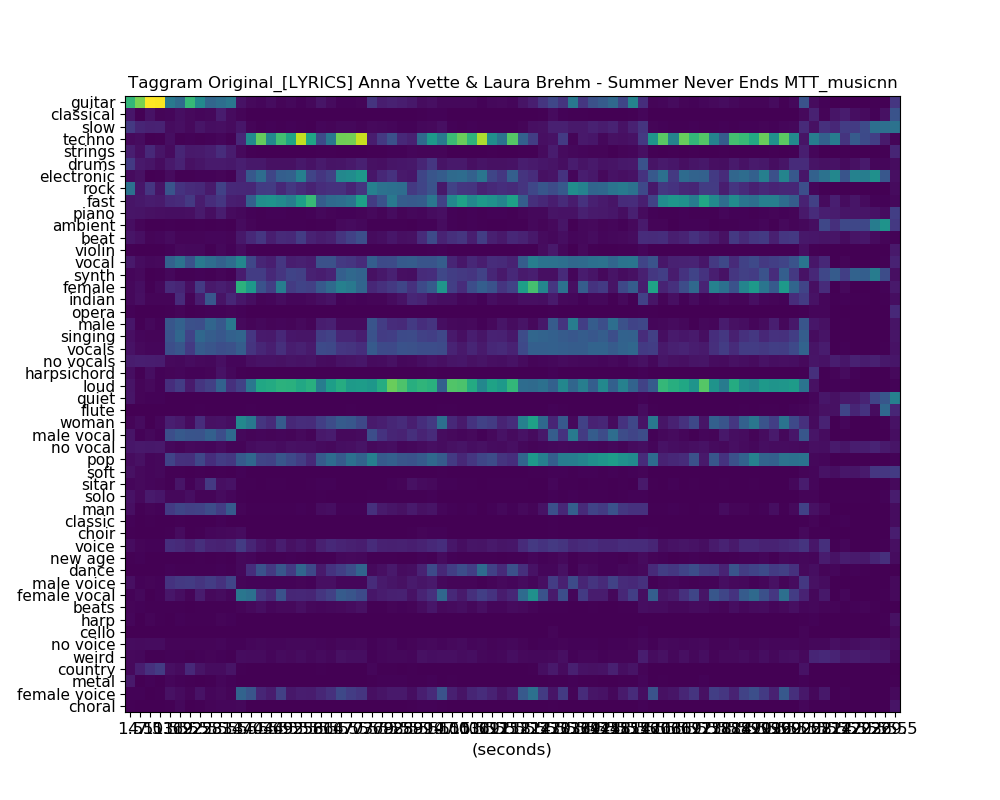 Taggram Original_[LYRICS] Anna Yvette & Laura Brehm - Summer Never Ends MTT_musicnn
guitar
classical
slow
techno
strings
drums
electronic
rock
fast
piano
ambient
beat
violin
vocal
synth
female
indian
opera
male
singing
vocals
no vocals
harpsichord
loud
quiet
flute
woman
male vocal
no vocal
pop
soft
sitar
solo
man
classic
choir
voice
new age
dance
male voice
female vocal
beats
harp
cello
no voice
weird
country
metal
female voice
choral
(seconds)